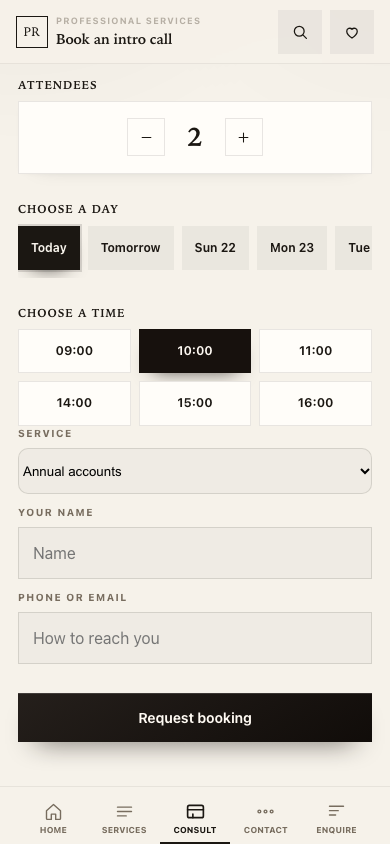 PR
PROFESSIONAL SERVICES
Book an intro call
ATTENDEES
− 2 +
CHOOSE A DAY
Today Tomorrow Sun 22 Mon 23 Tue
CHOOSE A TIME
09:00 10:00 11:00
14:00 15:00 16:00
SERVICE
Annual accounts
YOUR NAME
Name
PHONE OR EMAIL
How to reach you
Request booking
HOME SERVICES CONSULT CONTACT ENQUIRE